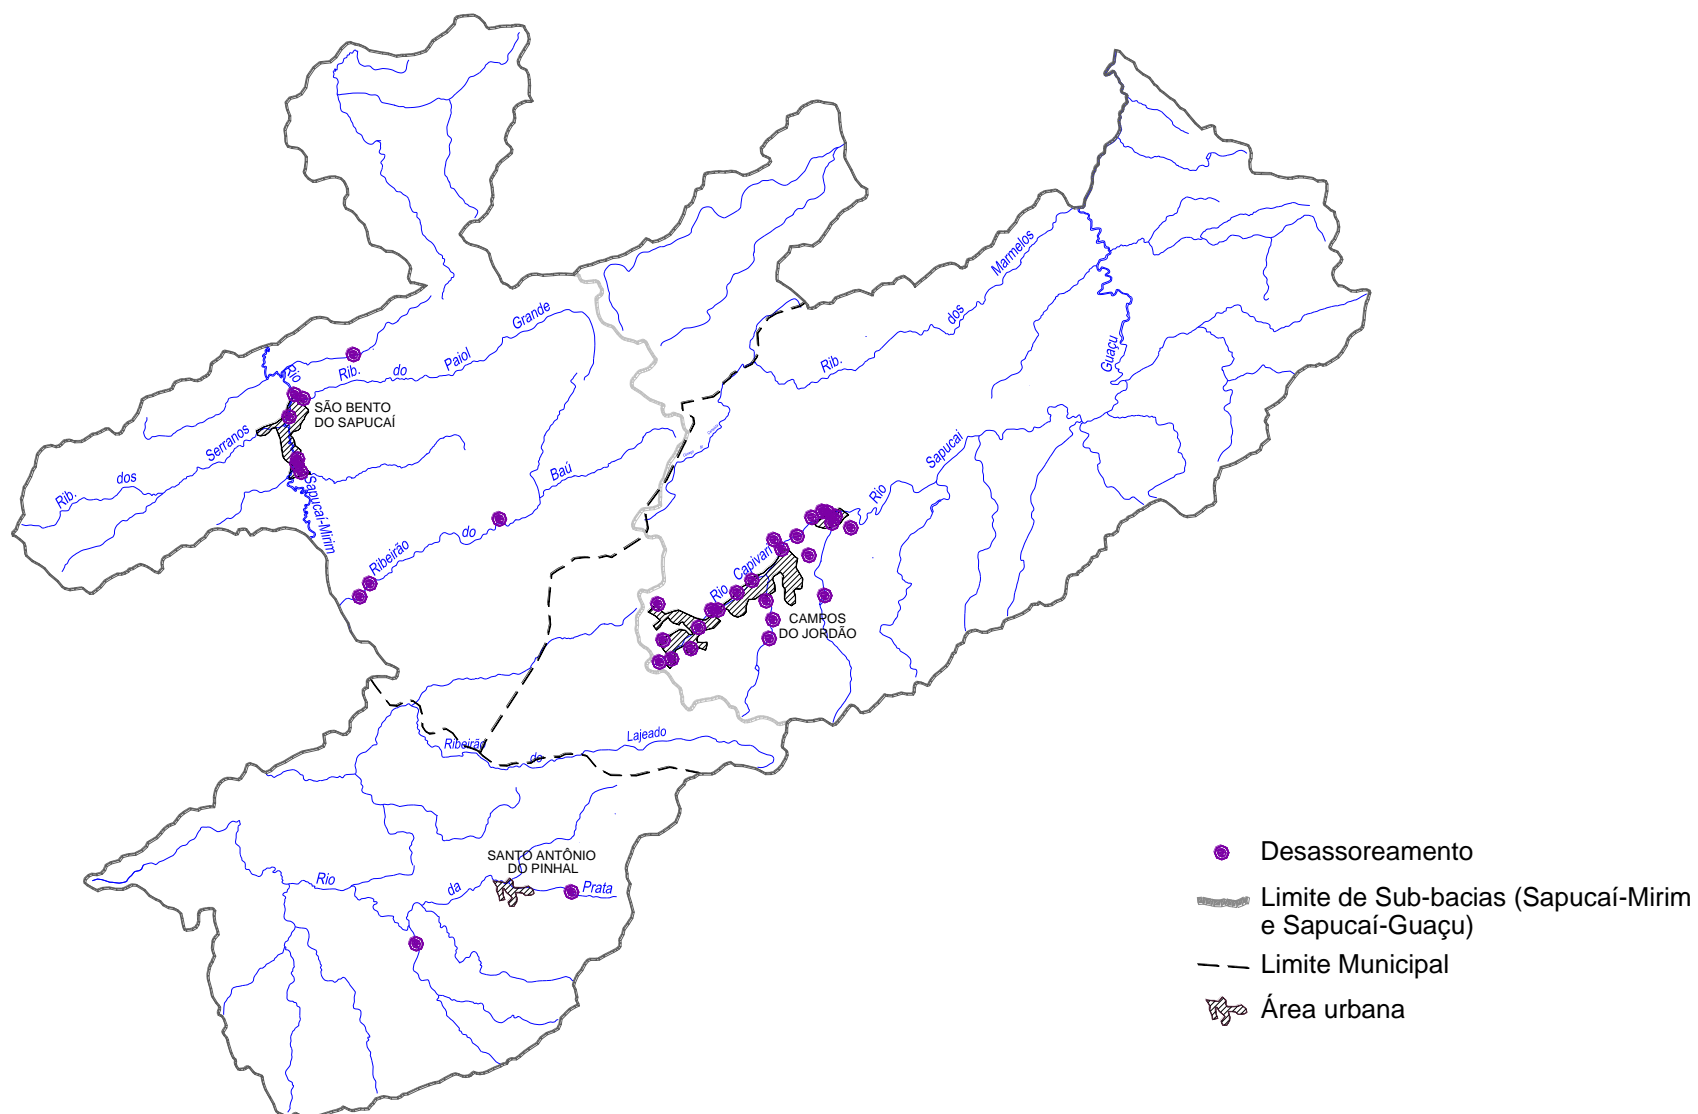 Marmelos
dos
Rib.
Guaçu
Grande
Paiol
do
Rib.
Rio
SÃO BENTO
DO SAPUCAÍ
Serranos
dos
Rib.
Sapucaí-Mirim
Baú
do
Ribeirão
Sapucaí
Rio
Capivari
Rio
CAMPOS
DO JORDÃO
Ribeirão
do
Lajeado
SANTO ANTÔNIO
DO PINHAL
Rio
da
Prata
Desassoreamento
Limite de Sub-bacias (Sapucaí-Mirim
e Sapucaí-Guaçu)
Limite Municipal
Área urbana